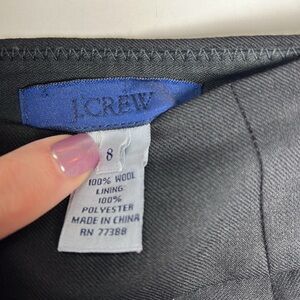 J.CREW
8
100% WOOL
LINING:
100%
POLYESTER
MADE IN CHINA
RN 77388